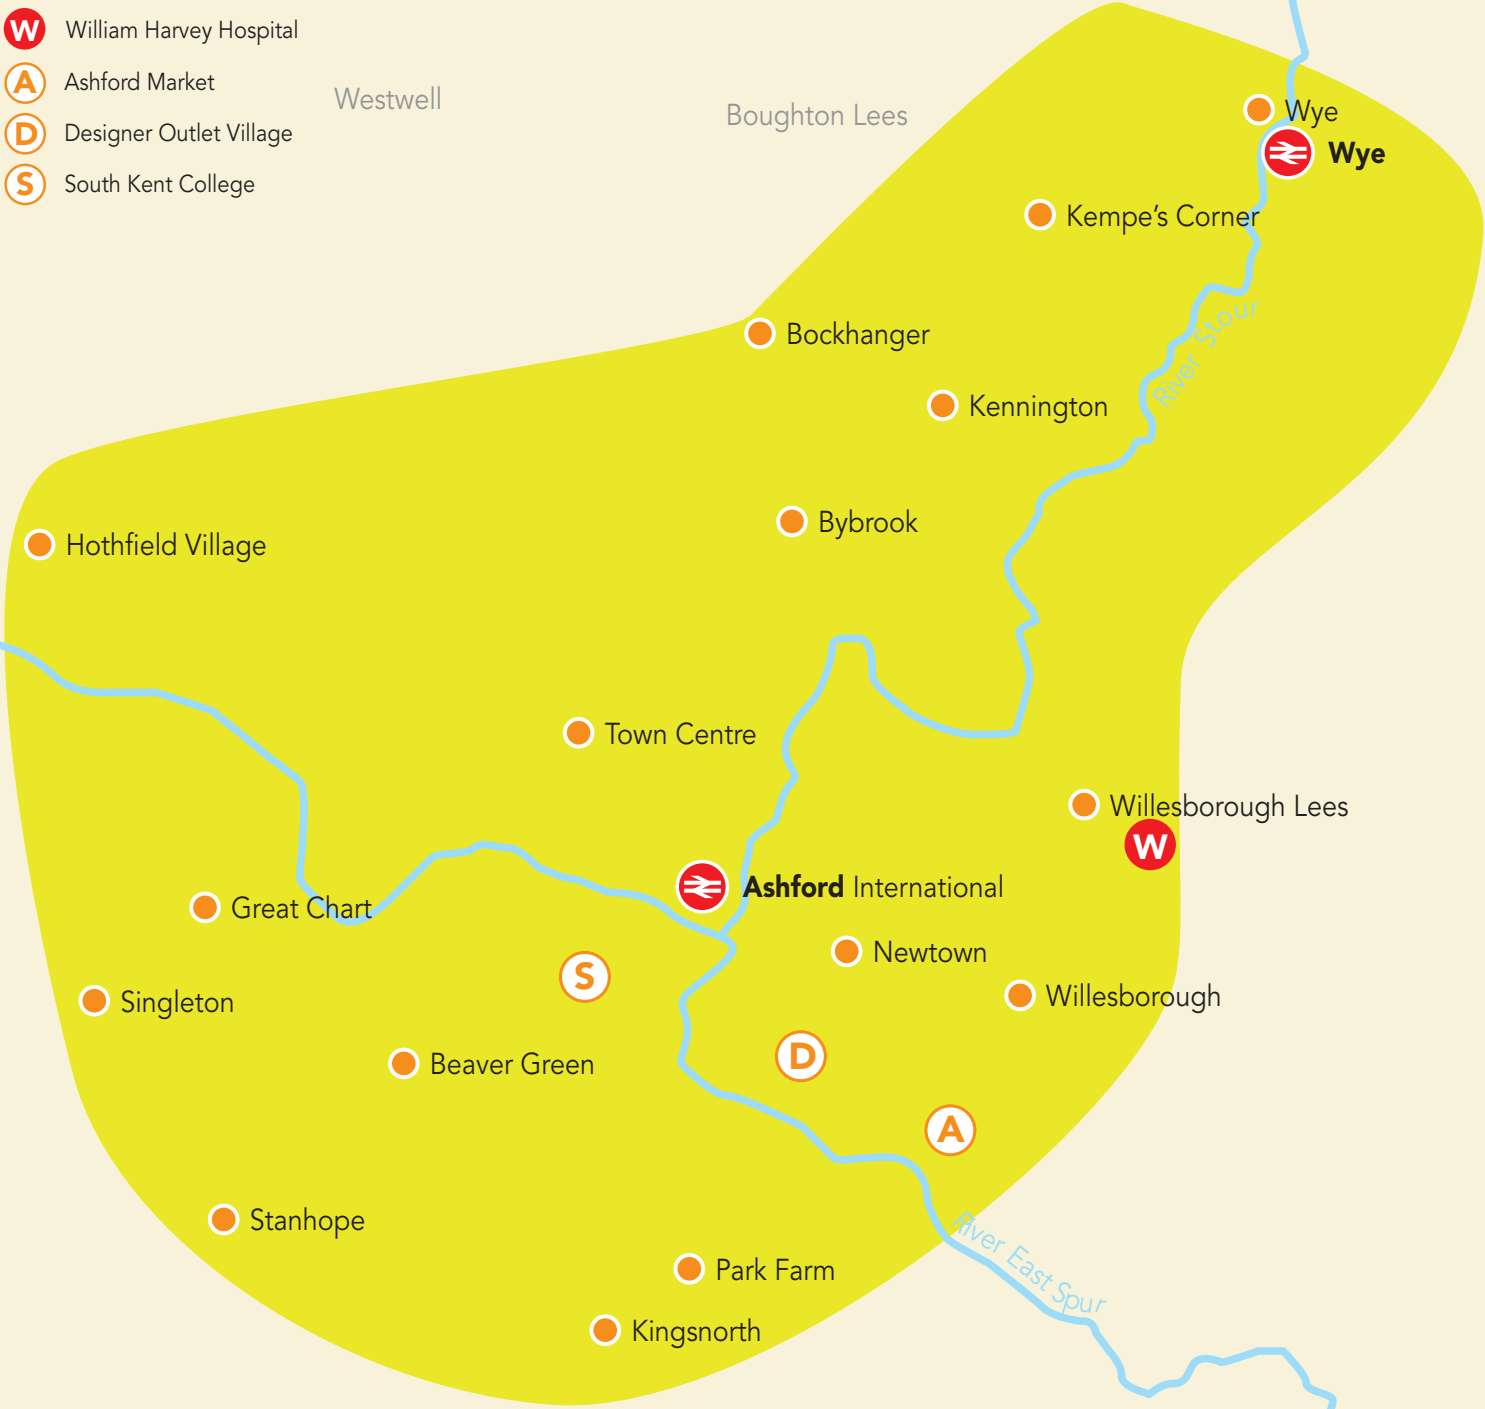 W William Harvey Hospital
A Ashford Market
D Designer Outlet Village
S South Kent College
Westwell
Boughton Lees
Wye
Wye
Kempe's Corner
River Stour
Bockhanger
Kennington
Bybrook
Hothfield Village
Town Centre
Willesborough Lees
W
Ashford International
Great Chart
Newtown
S
Willesborough
Singleton
D
Beaver Green
A
Stanhope
River East Spur
Park Farm
Kingsnorth